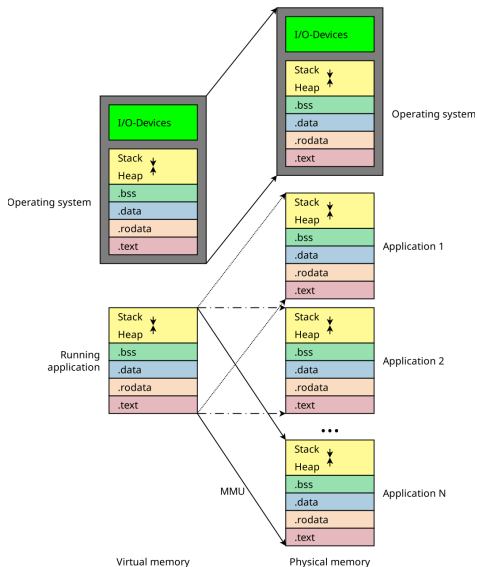 I/O-Devices
Stack
Heap
.bss
.data
.rodata
.text
Operating system
I/O-Devices
Stack
Heap
.bss
.data
.rodata
.text
Operating system
Stack
Heap
.bss
.data
.rodata
.text
Application 1
Stack
Heap
.bss
.data
.rodata
.text
Running
application
Stack
Heap
.bss
.data
.rodata
.text
Application 2
...
Stack
Heap
.bss
.data
.rodata
.text
Application N
MMU
Virtual memory
Physical memory